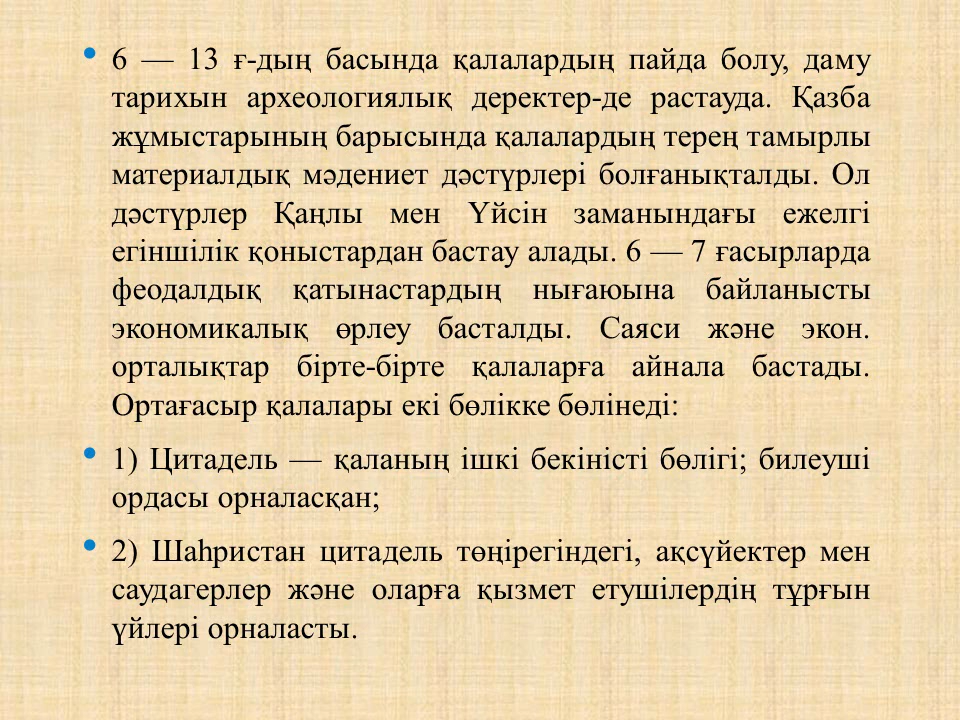 • 6 — 13 ғ-дың басында қалалардың пайда болу, даму
тарихын археологиялық деректер-де растауда. Қазба
жұмыстарының барысында қалалардың терең тамырлы
материалдық мәдениет дәстүрлері болғанықталды. Ол
дәстүрлер Қаңлы мен Үйсін заманындағы ежелгі
егіншілік қоныстардан бастау алады. 6 — 7 ғасырларда
феодалдық қатынастардың нығаюына байланысты
экономикалық өрлеу басталды. Саяси және экон.
орталықтар бірте-бірте қалаларға айнала бастады.
Ортағасыр қалалары екі бөлікке бөлінеді:
• 1) Цитадель — қаланың ішкі бекіністі бөлігі; билеуші
ордасы орналасқан;
• 2) Шаһристан цитадель төңірегіндегі, ақсүйектер мен
саудагерлер және оларға қызмет етушілердің тұрғын
үйлері орналасты.